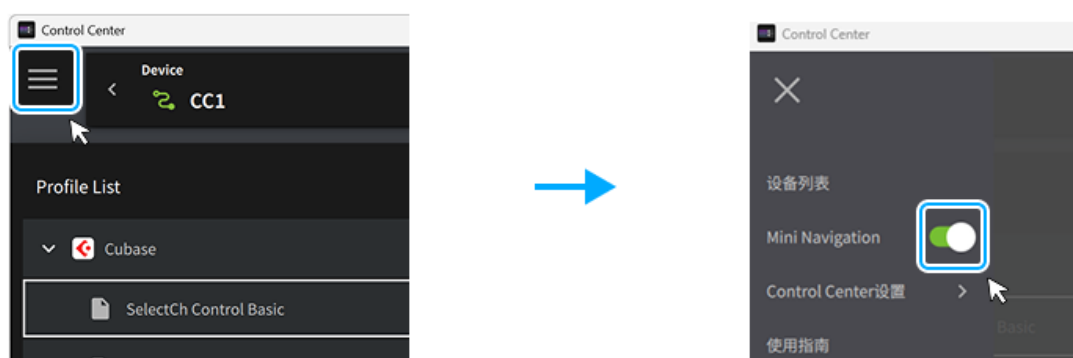 Control Center
Device
CC1
Profile List
Cubase
SelectCh Control Basic
Control Center
设备列表
Mini Navigation
Control Center设置
Basic
使用指南